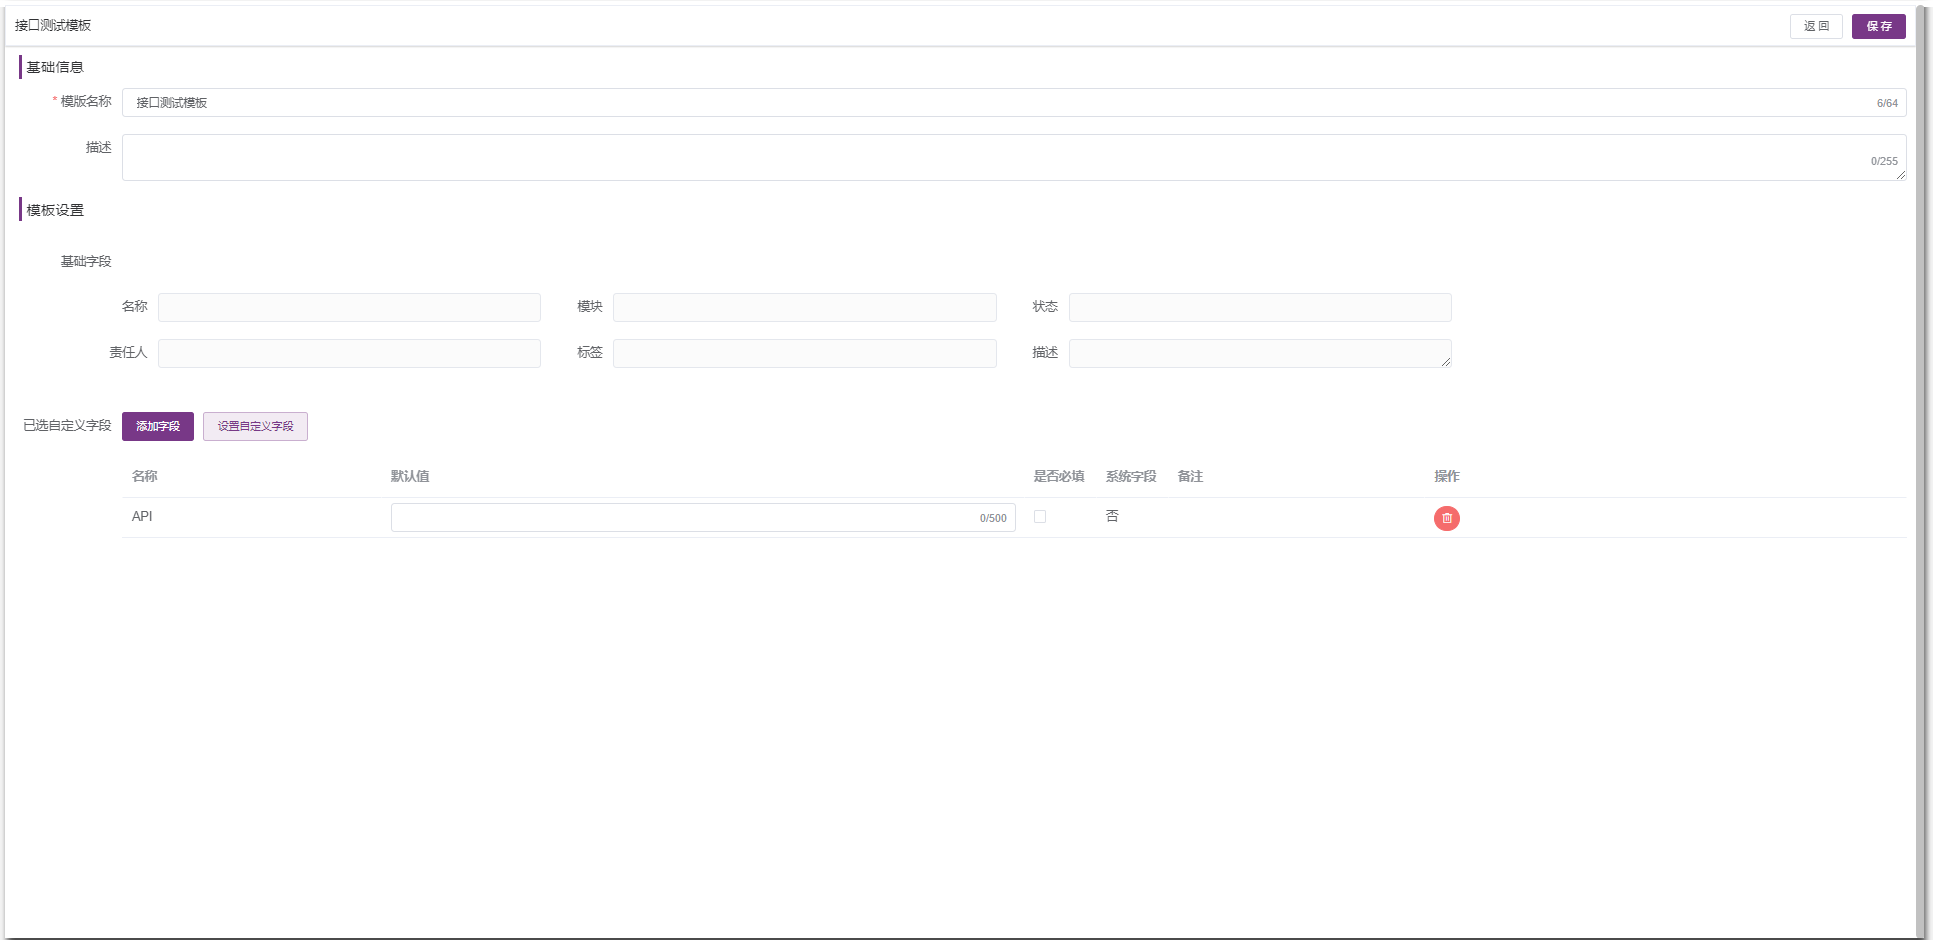 接口测试模板 返回 保存
基础信息
* 模版名称 接口测试模板 6/64
描述 0/255
模板设置
基础字段
名称 模块 状态
责任人 标签 描述
已选自定义字段 添加字段 设置自定义字段
名称 默认值 是否必填 系统字段 备注 操作
API 0/500 否